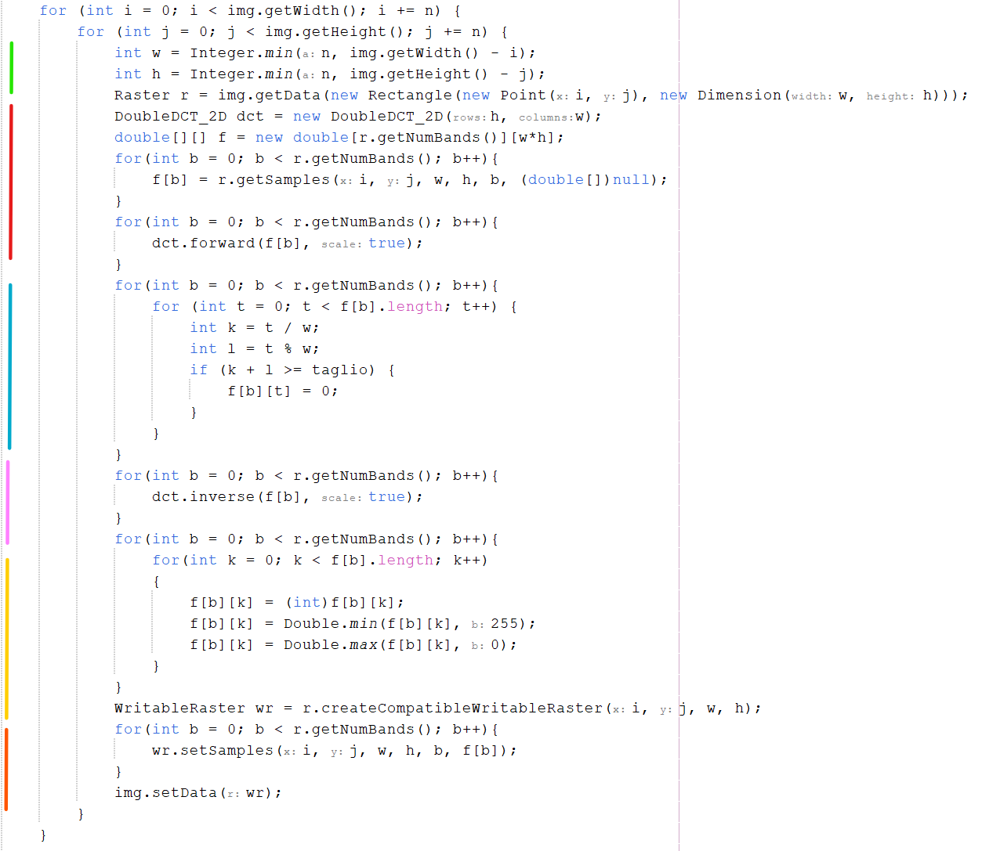 for (int i = 0; i < img.getWidth(); i += n) {
    for (int j = 0; j < img.getHeight(); j += n) {
        int w = Integer.min(a: n, img.getWidth() - i);
        int h = Integer.min(a: n, img.getHeight() - j);
        Raster r = img.getData(new Rectangle(new Point(x: i, y: j), new Dimension(width: w, height: h)));
        DoubleDCT_2D dct = new DoubleDCT_2D(rows: h, columns: w);
        double[][] f = new double[r.getNumBands()][w*h];
        for(int b = 0; b < r.getNumBands(); b++){
            f[b] = r.getSamples(x: i, y: j, w, h, b, (double[])null);
        }
        for(int b = 0; b < r.getNumBands(); b++){
            dct.forward(f[b], scale: true);
        }
        for(int b = 0; b < r.getNumBands(); b++){
            for (int t = 0; t < f[b].length; t++) {
                int k = t / w;
                int l = t % w;
                if (k + l >= taglio) {
                    f[b][t] = 0;
                }
            }
        }
        for(int b = 0; b < r.getNumBands(); b++){
            dct.inverse(f[b], scale: true);
        }
        for(int b = 0; b < r.getNumBands(); b++){
            for(int k = 0; k < f[b].length; k++)
            {
                f[b][k] = (int)f[b][k];
                f[b][k] = Double.min(f[b][k], b: 255);
                f[b][k] = Double.max(f[b][k], b: 0);
            }
        }
        WritableRaster wr = r.createCompatibleWritableRaster(x: i, y: j, w, h);
        for(int b = 0; b < r.getNumBands(); b++){
            wr.setSamples(x: i, y: j, w, h, b, f[b]);
        }
        img.setData(r: wr);
    }
}